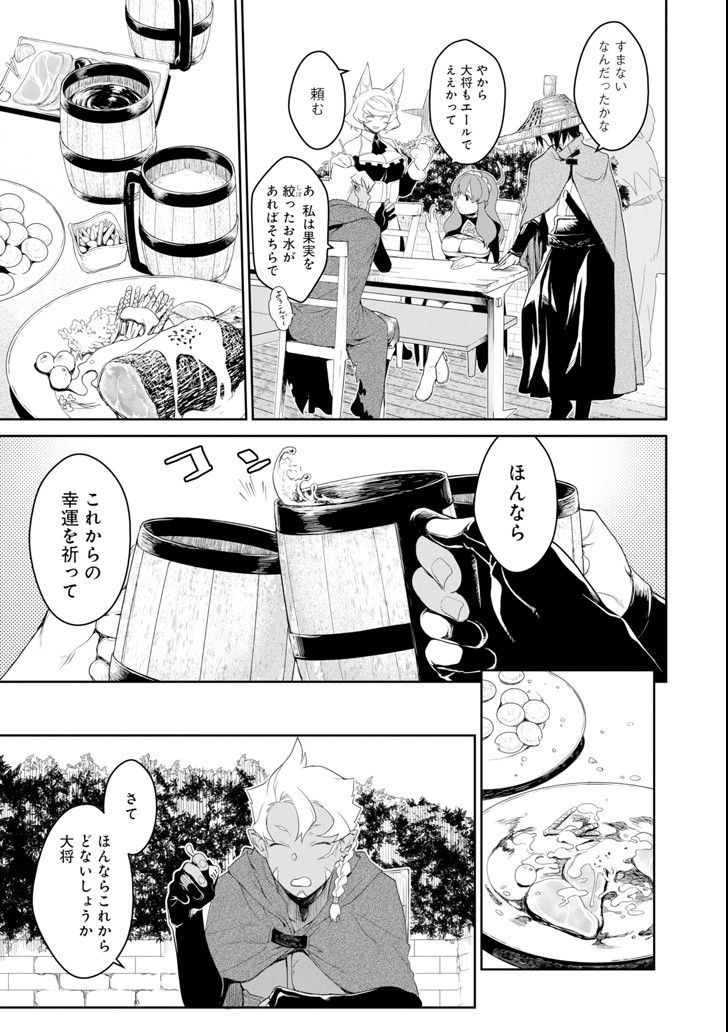 すまない
なんだったかな
やから
大将もエールで
ええかって
頼む
あ 私は果実を
絞ったお水が
あればそちらで
ほんなら
コン
これからの
幸運を祈って
さて
ほんならこれから
どないしょうか
大将